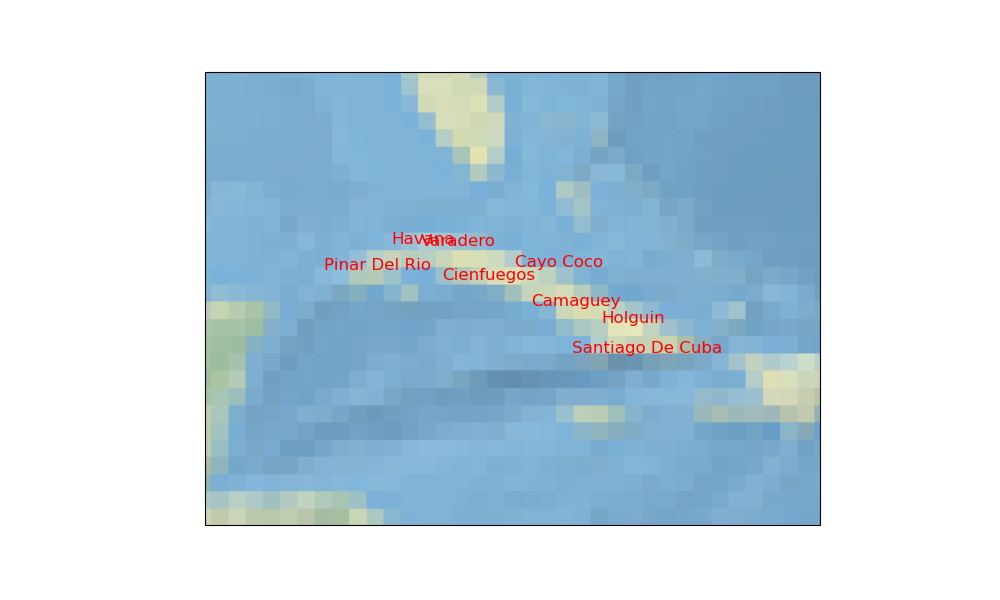 Havana
Varadero
Pinar Del Rio
Cayo Coco
Cienfuegos
Camaguey
Holguin
Santiago De Cuba